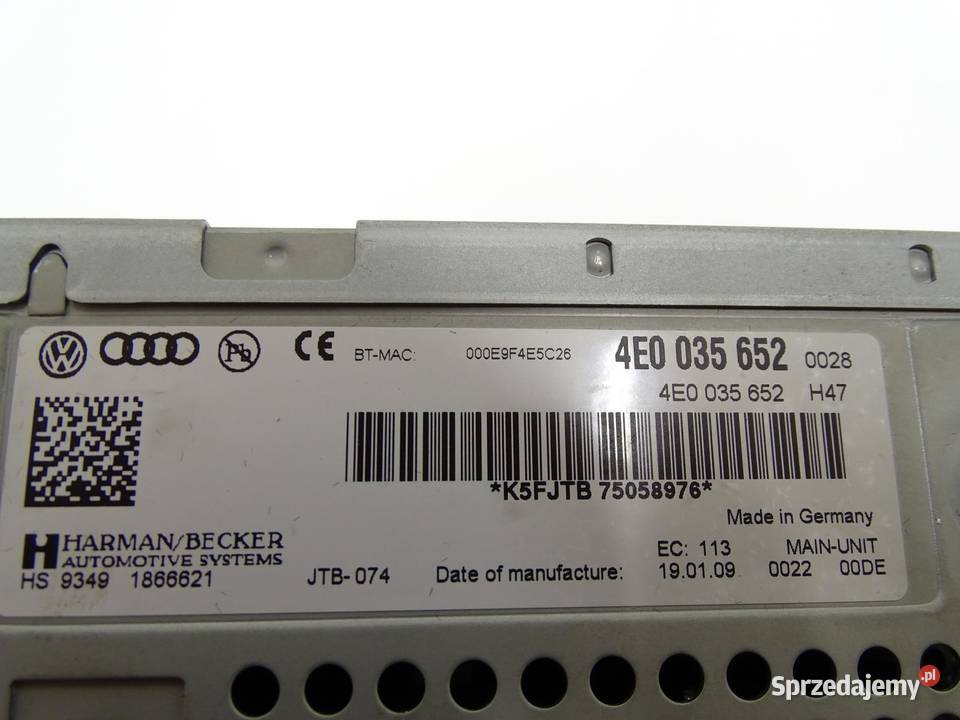 Pb CE BT-MAC: 000E9F4E5C26 4E0 035 652 0028
4E0 035 652 H47
*K5FJTB 75058976*
Made in Germany
HARMAN/BECKER
AUTOMOTIVE SYSTEMS
EC: 113 MAIN-UNIT
HS 9349 1866621 JTB-074 Date of manufacture: 19.01.09 0022 00DE
Sprzedajemy.pl